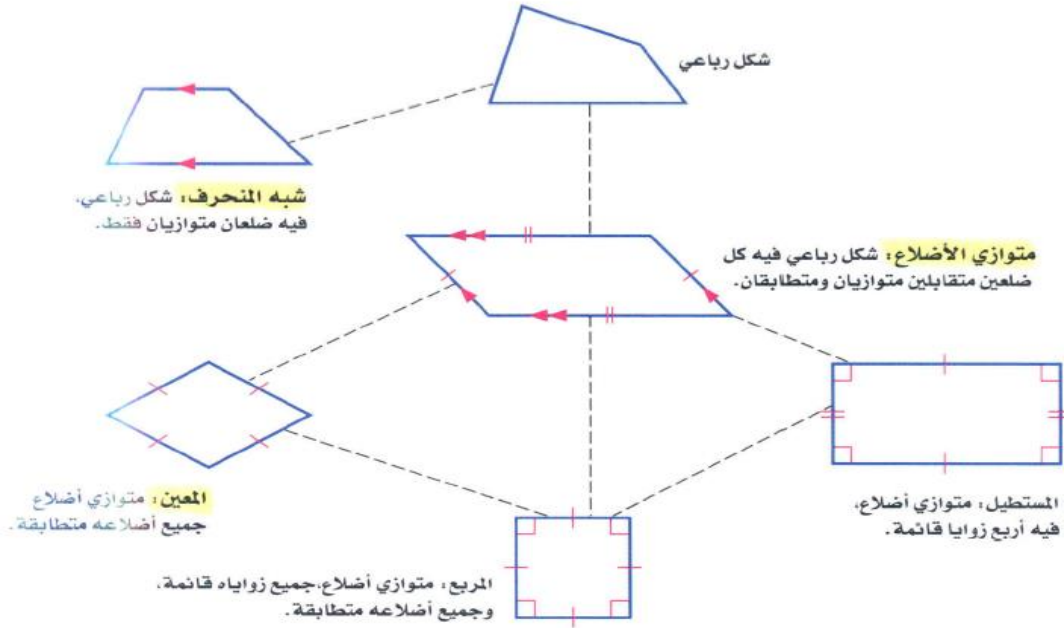 شكل رباعي
شبه المنحرف: شكل رباعي،
فيه ضلعان متوازيان فقط.
متوازي الأضلاع: شكل رباعي فيه كل
ضلعين متقابلين متوازيان ومتطابقان.
المعين: متوازي أضلاع
جميع أضلاعه متطابقة.
المستطيل: متوازي أضلاع،
فيه أربع زوايا قائمة.
المربع: متوازي أضلاع،جميع زواياه قائمة،
وجميع أضلاعه متطابقة.